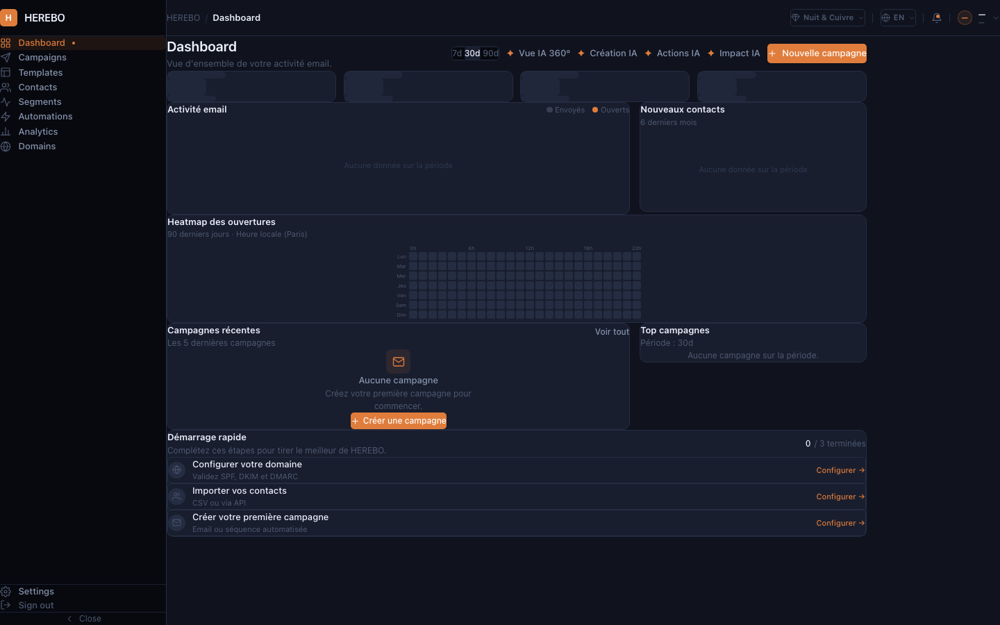 H HEREBO
HEREBO / Dashboard
Nuit & Cuivre
EN
Dashboard
Campaigns
Templates
Contacts
Segments
Automations
Analytics
Domains
Settings
Sign out
Close
Dashboard
Vue d'ensemble de votre activité email.
7d 30d 90d
Vue IA 360°
Création IA
Actions IA
Impact IA
+ Nouvelle campagne
Activité email
Envoyés Ouverts
Aucune donnée sur la période
Nouveaux contacts
6 derniers mois
Aucune donnée sur la période
Heatmap des ouvertures
90 derniers jours · Heure locale (Paris)
0h 6h 12h 18h 23h
Lun
Mar
Mer
Jeu
Ven
Sam
Dim
Campagnes récentes
Voir tout
Les 5 dernières campagnes
Aucune campagne
Créez votre première campagne pour
commencer.
+ Créer une campagne
Top campagnes
Période : 30d
Aucune campagne sur la période.
Démarrage rapide
0 / 3 terminées
Complétez ces étapes pour tirer le meilleur de HEREBO.
Configurer votre domaine
Validez SPF, DKIM et DMARC
Configurer →
Importer vos contacts
CSV ou via API
Configurer →
Créer votre première campagne
Email ou séquence automatisée
Configurer →